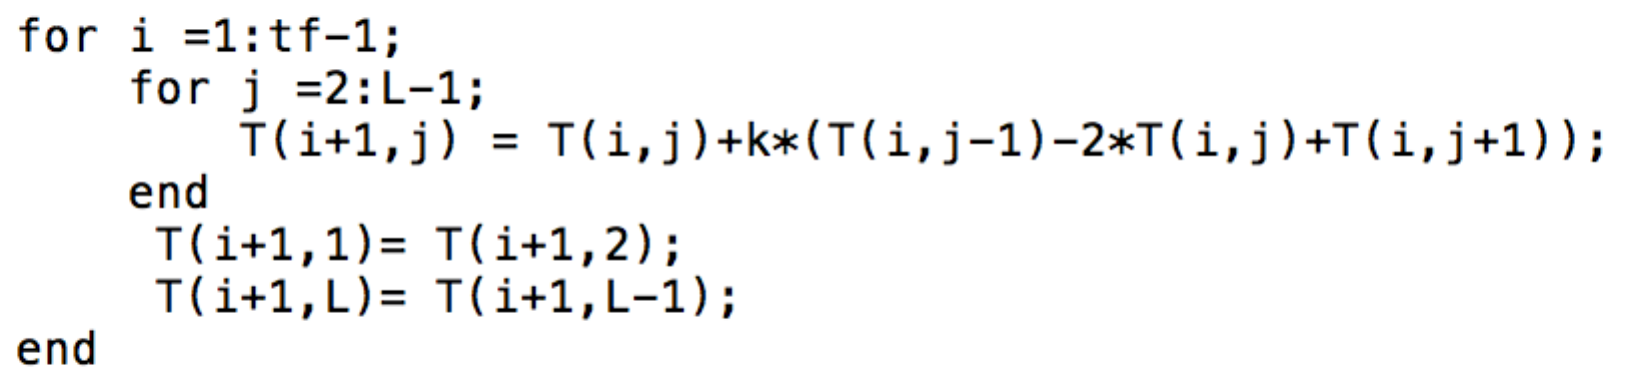 for i =1:tf-1;
for j =2:L-1;
T(i+1,j) = T(i,j)+k*(T(i,j-1)-2*T(i,j)+T(i,j+1));
end
T(i+1,1)= T(i+1,2);
T(i+1,L)= T(i+1,L-1);
end